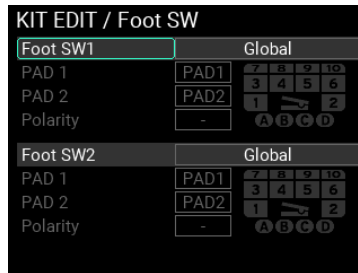 KIT EDIT / Foot SW
Foot SW1 Global
PAD 1 PAD1
7 8 9 10
PAD 2 PAD2
3 4 5 6
1 2
Polarity -
A B C D
Foot SW2 Global
PAD 1 PAD1
7 8 9 10
PAD 2 PAD2
3 4 5 6
1 2
Polarity -
A B C D